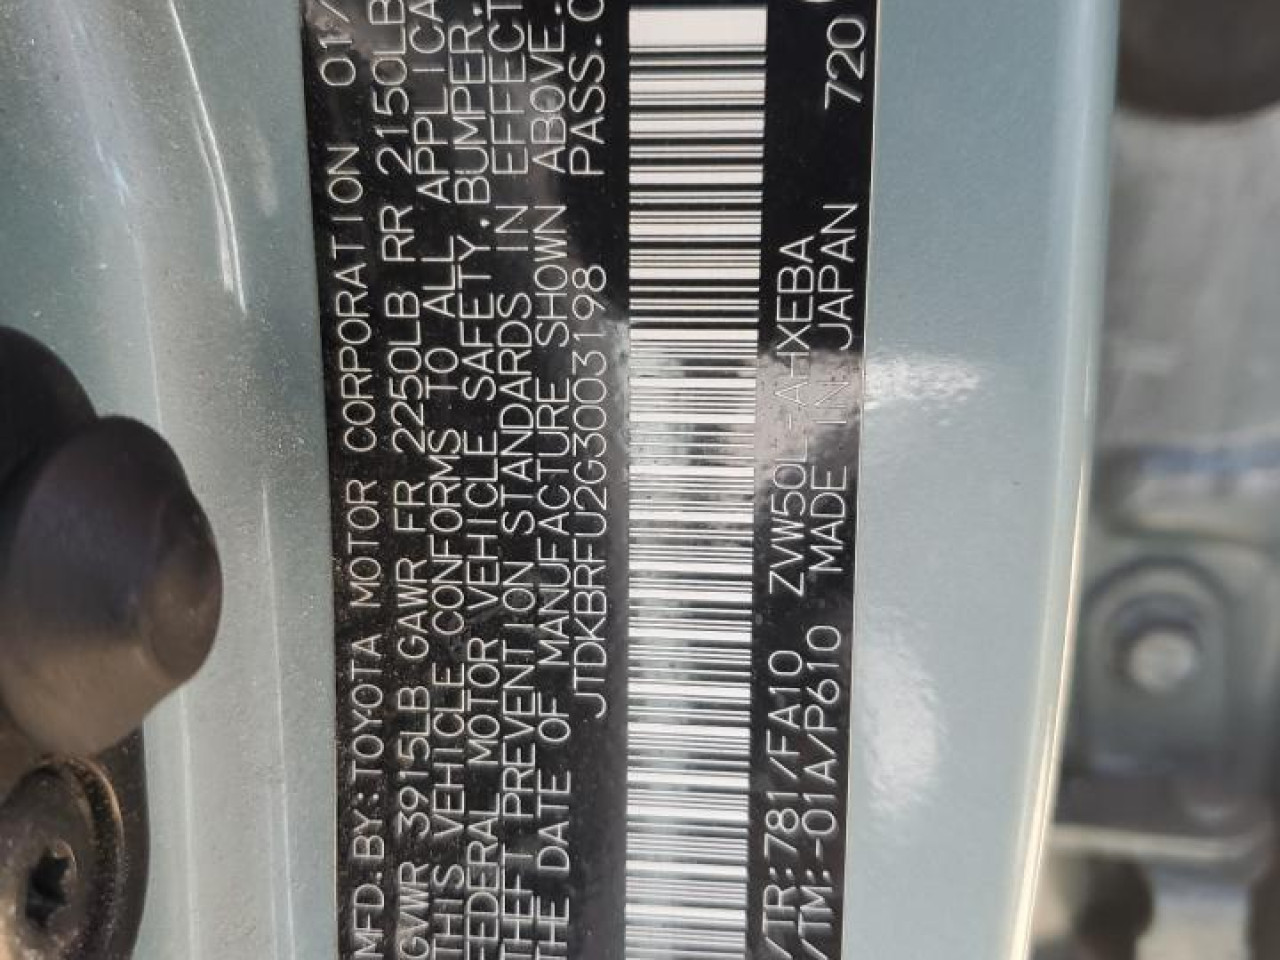 MFD.BY:TOYOTA MOTOR CORPORATION 01/
GVWR 3915LB GAWR FR 2250LB RR 2150LB
THIS VEHICLE CONFORMS TO ALL APPLICA
FEDERAL MOTOR VEHICLE SAFETY,BUMPER,
THEFT PREVENTION STANDARDS IN EFFECT
THE DATE OF MANUFACTURE SHOWN ABOVE.
JTDKBRFU2G3003198 PASS.
/TR:781/FA10 ZVW50L-AHXEBA
/TM:-01A/P610 MADE IN JAPAN 720